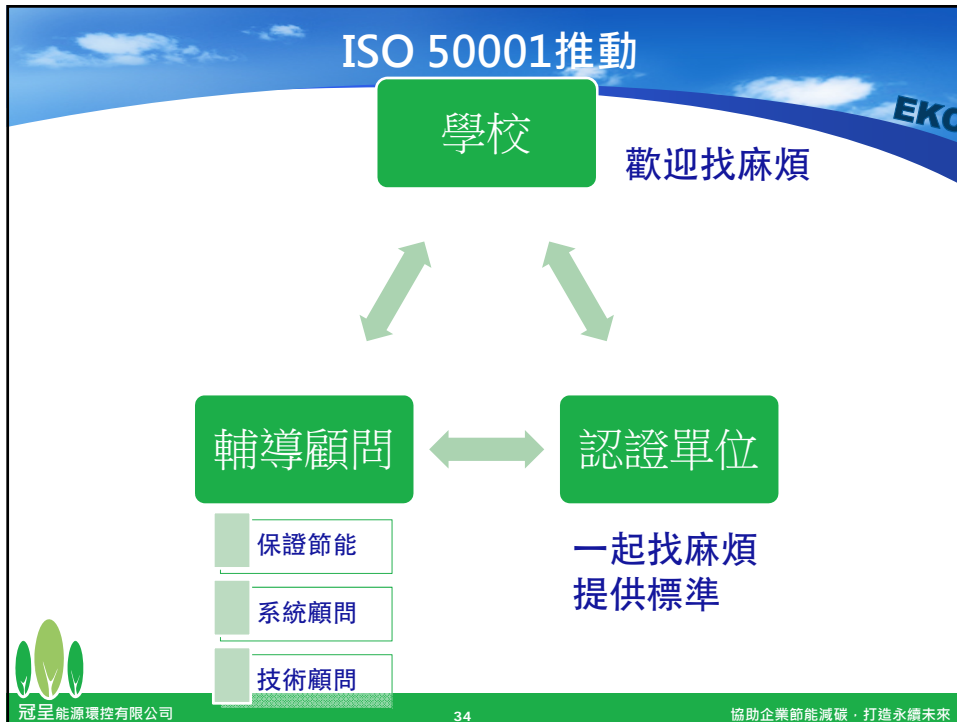 ISO 50001推動
學校
EKO
歡迎找麻煩
輔導顧問
認證單位
保證節能
系統顧問
技術顧問
一起找麻煩
提供標準
冠呈能源環控有限公司
34
協助企業節能減碳．打造永續未來